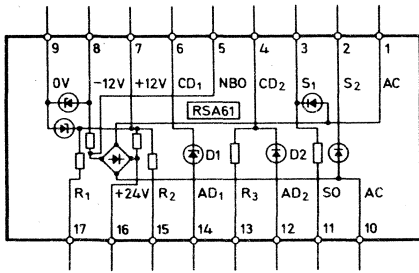 9 8 7 6 5 4 3 2 1
0V -12V +12V CD₁ NBO CD₂ S₁ S₂ AC
RSA61
D1 D2
R₁ +24V R₂ AD₁ R₃ AD₂ SO AC
17 16 15 14 13 12 11 10